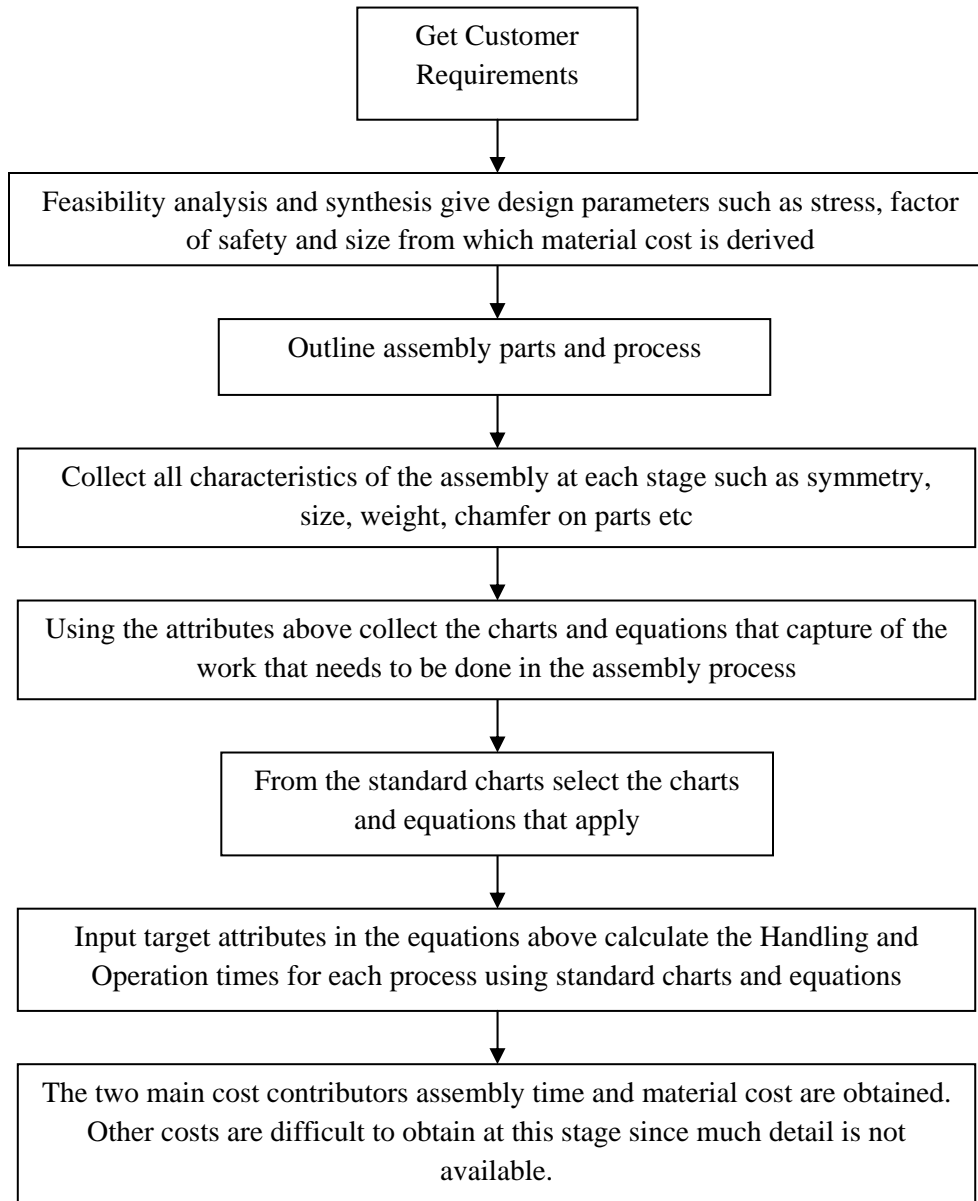 Get Customer
Requirements
Feasibility analysis and synthesis give design parameters such as stress, factor
of safety and size from which material cost is derived
Outline assembly parts and process
Collect all characteristics of the assembly at each stage such as symmetry,
size, weight, chamfer on parts etc
Using the attributes above collect the charts and equations that capture of the
work that needs to be done in the assembly process
From the standard charts select the charts
and equations that apply
Input target attributes in the equations above calculate the Handling and
Operation times for each process using standard charts and equations
The two main cost contributors assembly time and material cost are obtained.
Other costs are difficult to obtain at this stage since much detail is not
available.